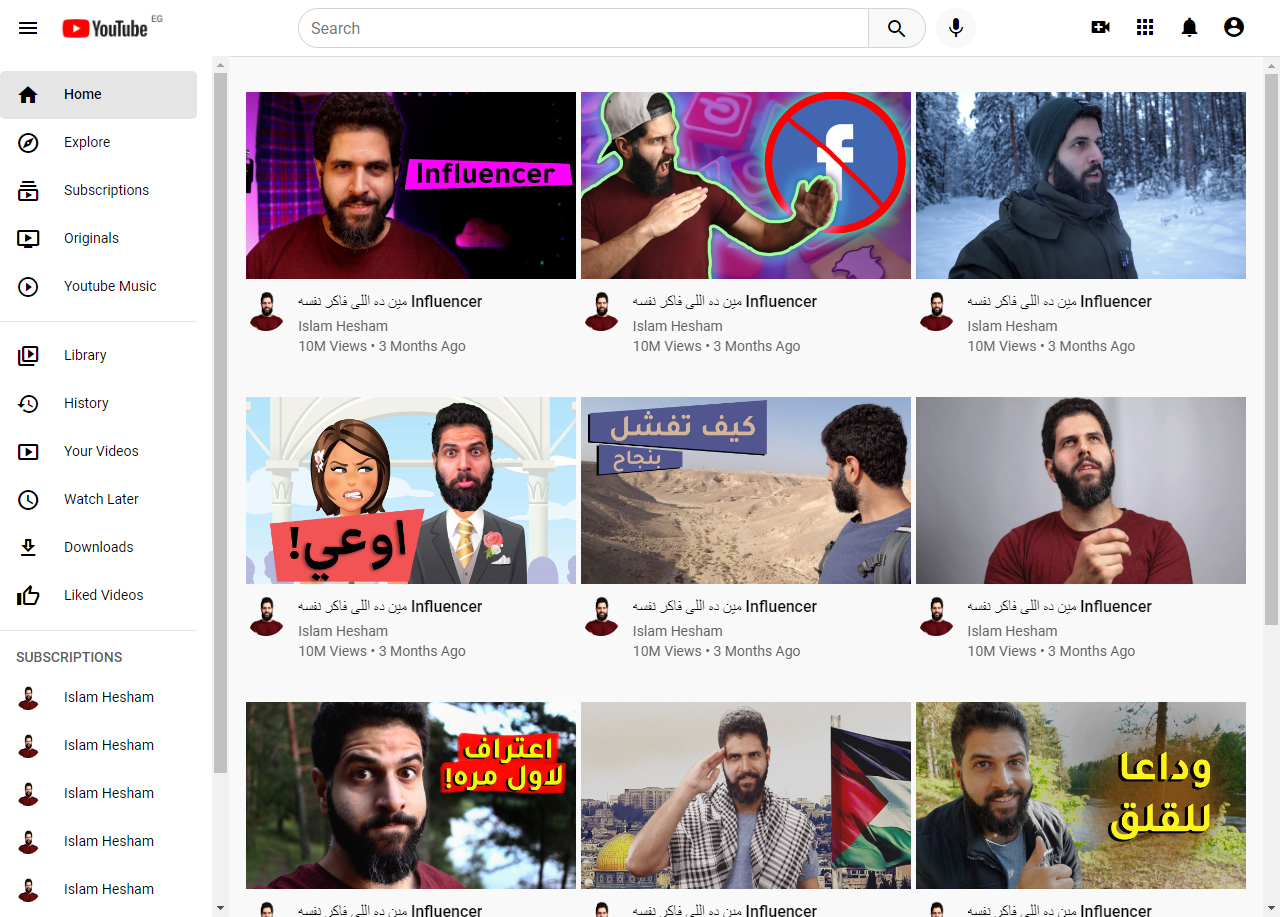 YouTube EG
Search
Home
Explore
Subscriptions
Originals
Youtube Music
Library
History
Your Videos
Watch Later
Downloads
Liked Videos
SUBSCRIPTIONS
Islam Hesham
Islam Hesham
Islam Hesham
Islam Hesham
Islam Hesham
Influencer
f
مين ده اللى فاكر نفسه Influencer
Islam Hesham
10M Views • 3 Months Ago
مين ده اللى فاكر نفسه Influencer
Islam Hesham
10M Views • 3 Months Ago
مين ده اللى فاكر نفسه Influencer
Islam Hesham
10M Views • 3 Months Ago
اوعي!
كيف تفشل
بنجاح
مين ده اللى فاكر نفسه Influencer
Islam Hesham
10M Views • 3 Months Ago
مين ده اللى فاكر نفسه Influencer
Islam Hesham
10M Views • 3 Months Ago
مين ده اللى فاكر نفسه Influencer
Islam Hesham
10M Views • 3 Months Ago
اعتراف
لاول مره!
وداعا
للقلق
مين ده اللى فاكر نفسه Influencer
مين ده اللى فاكر نفسه Influencer
مين ده اللى فاكر نفسه Influencer